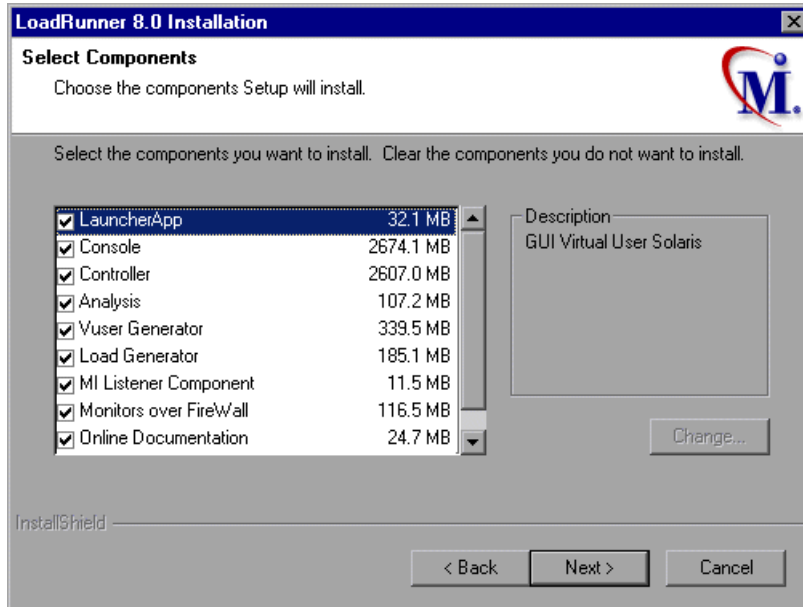 LoadRunner 8.0 Installation
Select Components
Choose the components Setup will install.
M.
Select the components you want to install. Clear the components you do not want to install.
LauncherApp 32.1 MB
Console 2674.1 MB
Controller 2607.0 MB
Analysis 107.2 MB
Vuser Generator 339.5 MB
Load Generator 185.1 MB
MI Listener Component 11.5 MB
Monitors over FireWall 116.5 MB
Online Documentation 24.7 MB
Description
GUI Virtual User Solaris
Change...
InstallShield
< Back Next > Cancel